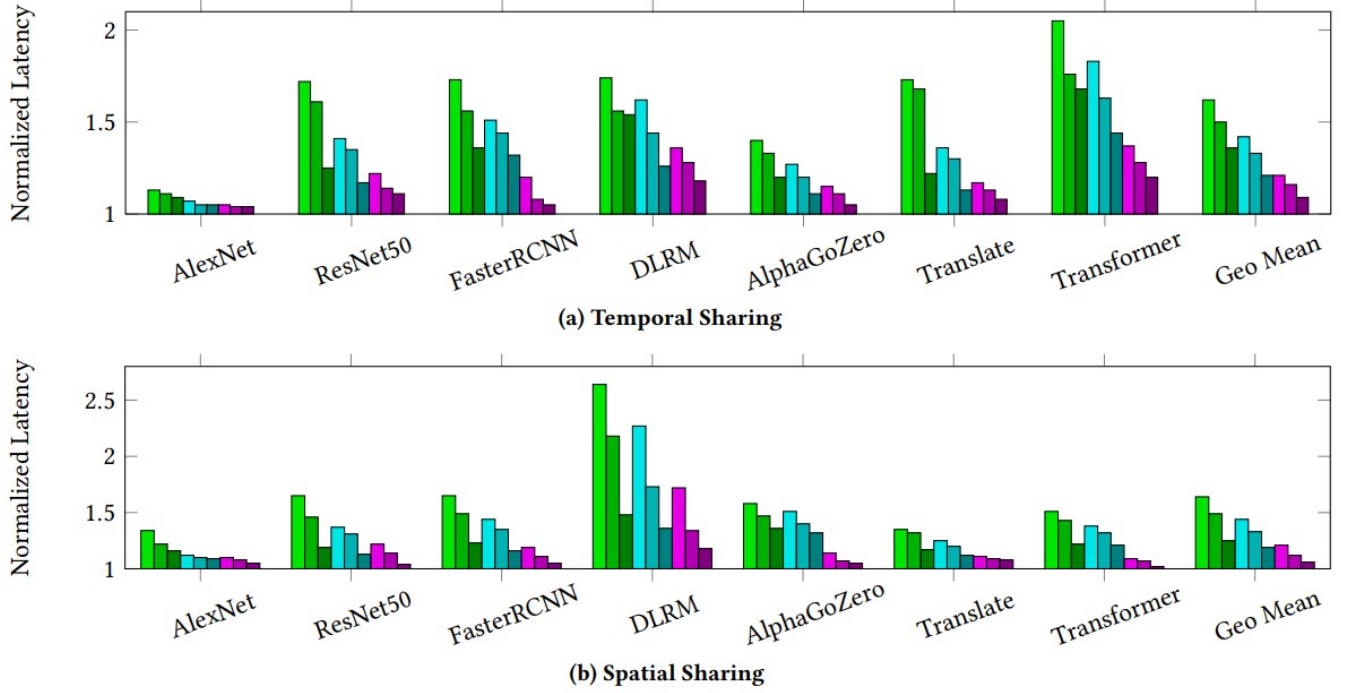 Normalized Latency
2
1.5
1
AlexNet
ResNet50
FasterRCNN
DLRM
AlphaGoZero
Translate
Transformer
Geo Mean
(a) Temporal Sharing
Normalized Latency
2.5
2
1.5
1
AlexNet
ResNet50
FasterRCNN
DLRM
AlphaGoZero
Translate
Transformer
Geo Mean
(b) Spatial Sharing